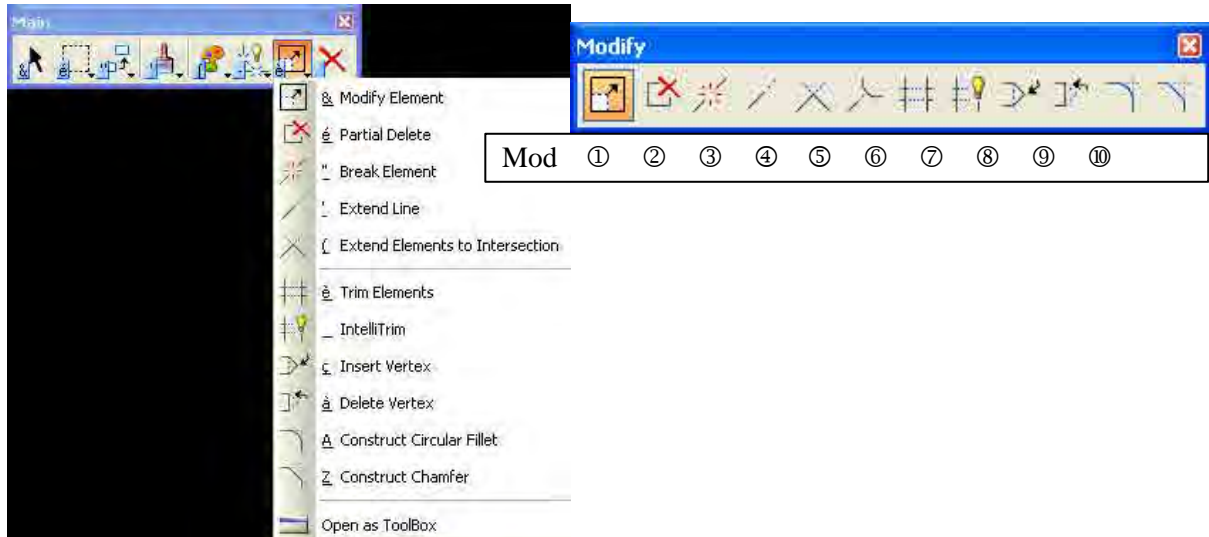 Main
& Modify Element
é Partial Delete
" Break Element
' Extend Line
( Extend Elements to Intersection
è Trim Elements
_ IntelliTrim
ç Insert Vertex
à Delete Vertex
A Construct Circular Fillet
Z Construct Chamfer
Open as ToolBox
Modify
Mod ① ② ③ ④ ⑤ ⑥ ⑦ ⑧ ⑨ ⑩